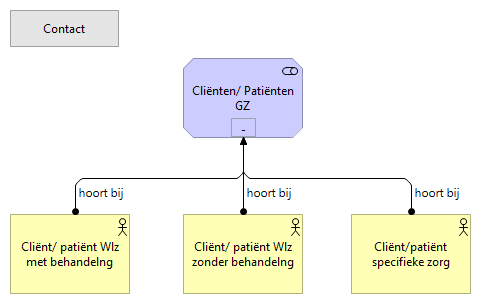 Contact
Cliënten/ Patiënten
GZ
-
hoort bij
hoort bij
hoort bij
Cliënt/ patiënt Wlz
met behandelng
Cliënt/ patiënt Wlz
zonder behandelng
Cliënt/patiënt
specifieke zorg